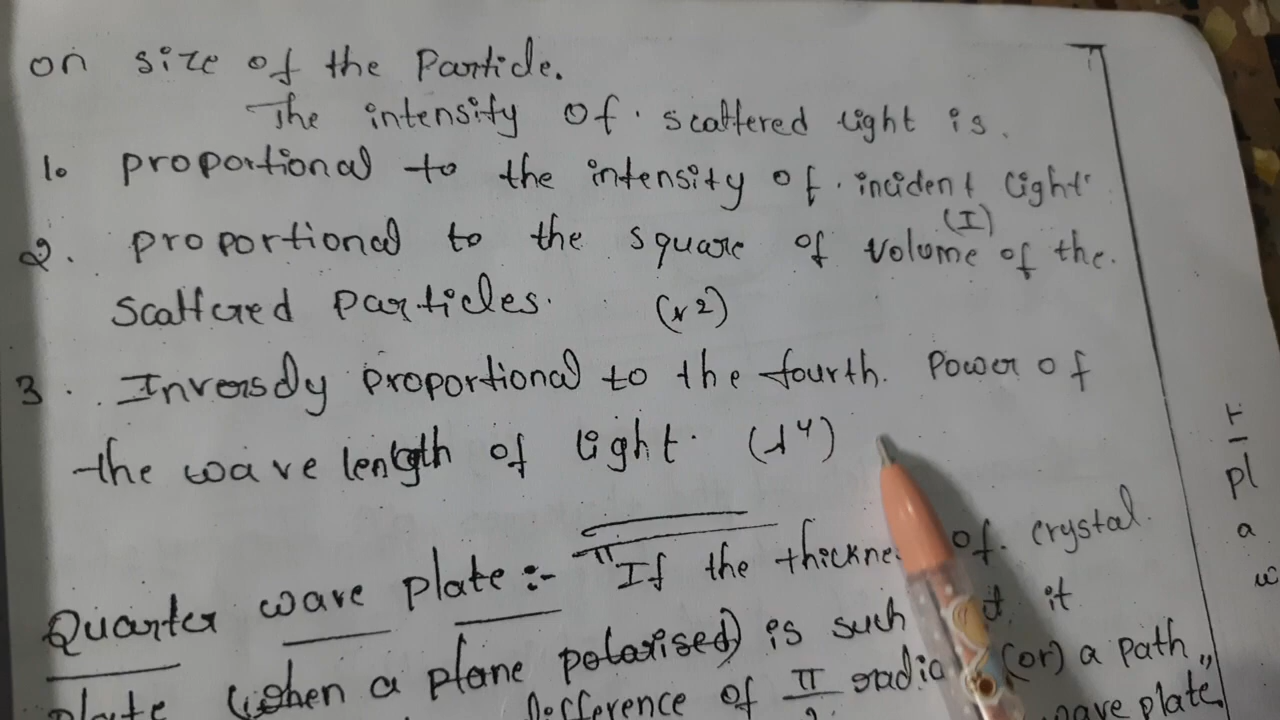 on size of the Particle.
The intensity of scattered light is.
1. proportional to the intensity of incident light
(I)
2. proportional to the square of volume of the.
scattered particles. (v2)
3. Inversely proportional to the fourth. Power of
the wave length of light. (λ4)
Quarter wave plate :- "If the of. crystal.
plate (when a plane polarised) is such it
difference of π radia (or) a path
wave plate
pl
a
w